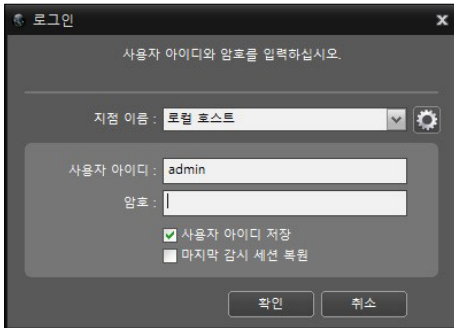 로그인
사용자 아이디와 암호를 입력하십시오.
지점 이름 : 로컬 호스트
사용자 아이디 : admin
암호 :
사용자 아이디 저장
마지막 감시 세션 복원
확인 취소